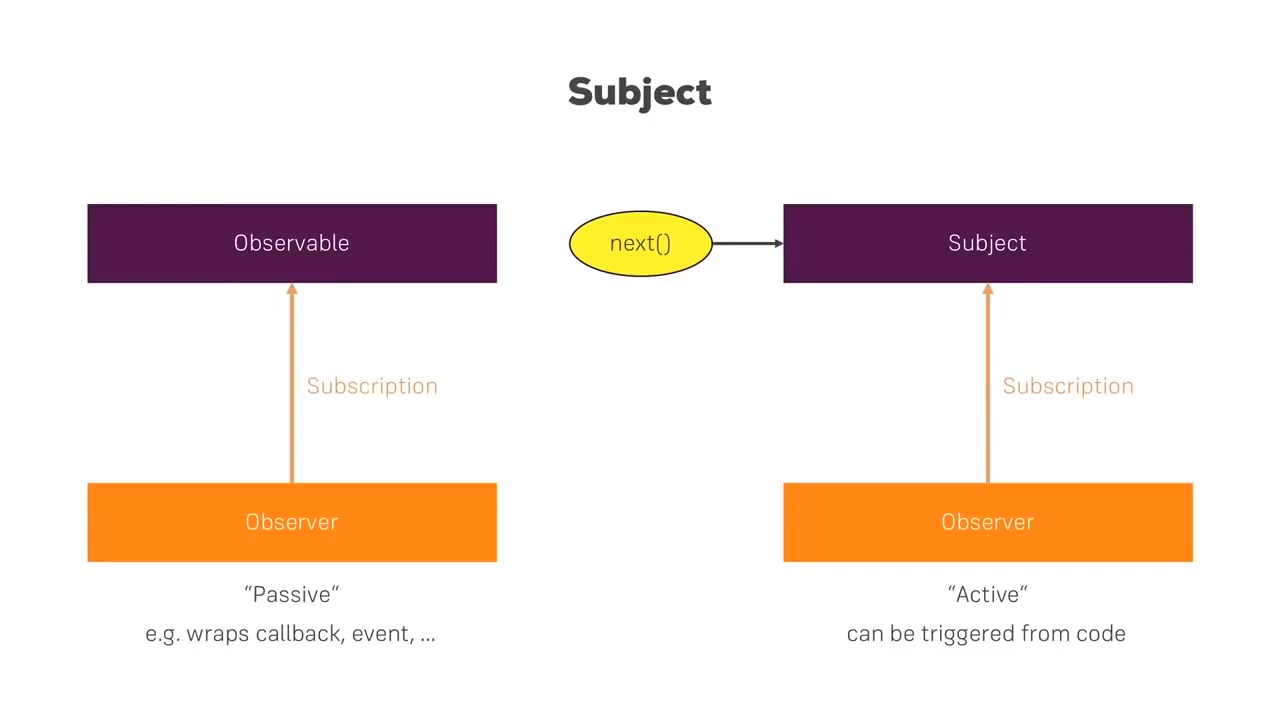 Subject
Observable
next()
Subject
Subscription
Subscription
Observer
Observer
“Passive”
e.g. wraps callback, event, ...
“Active”
can be triggered from code